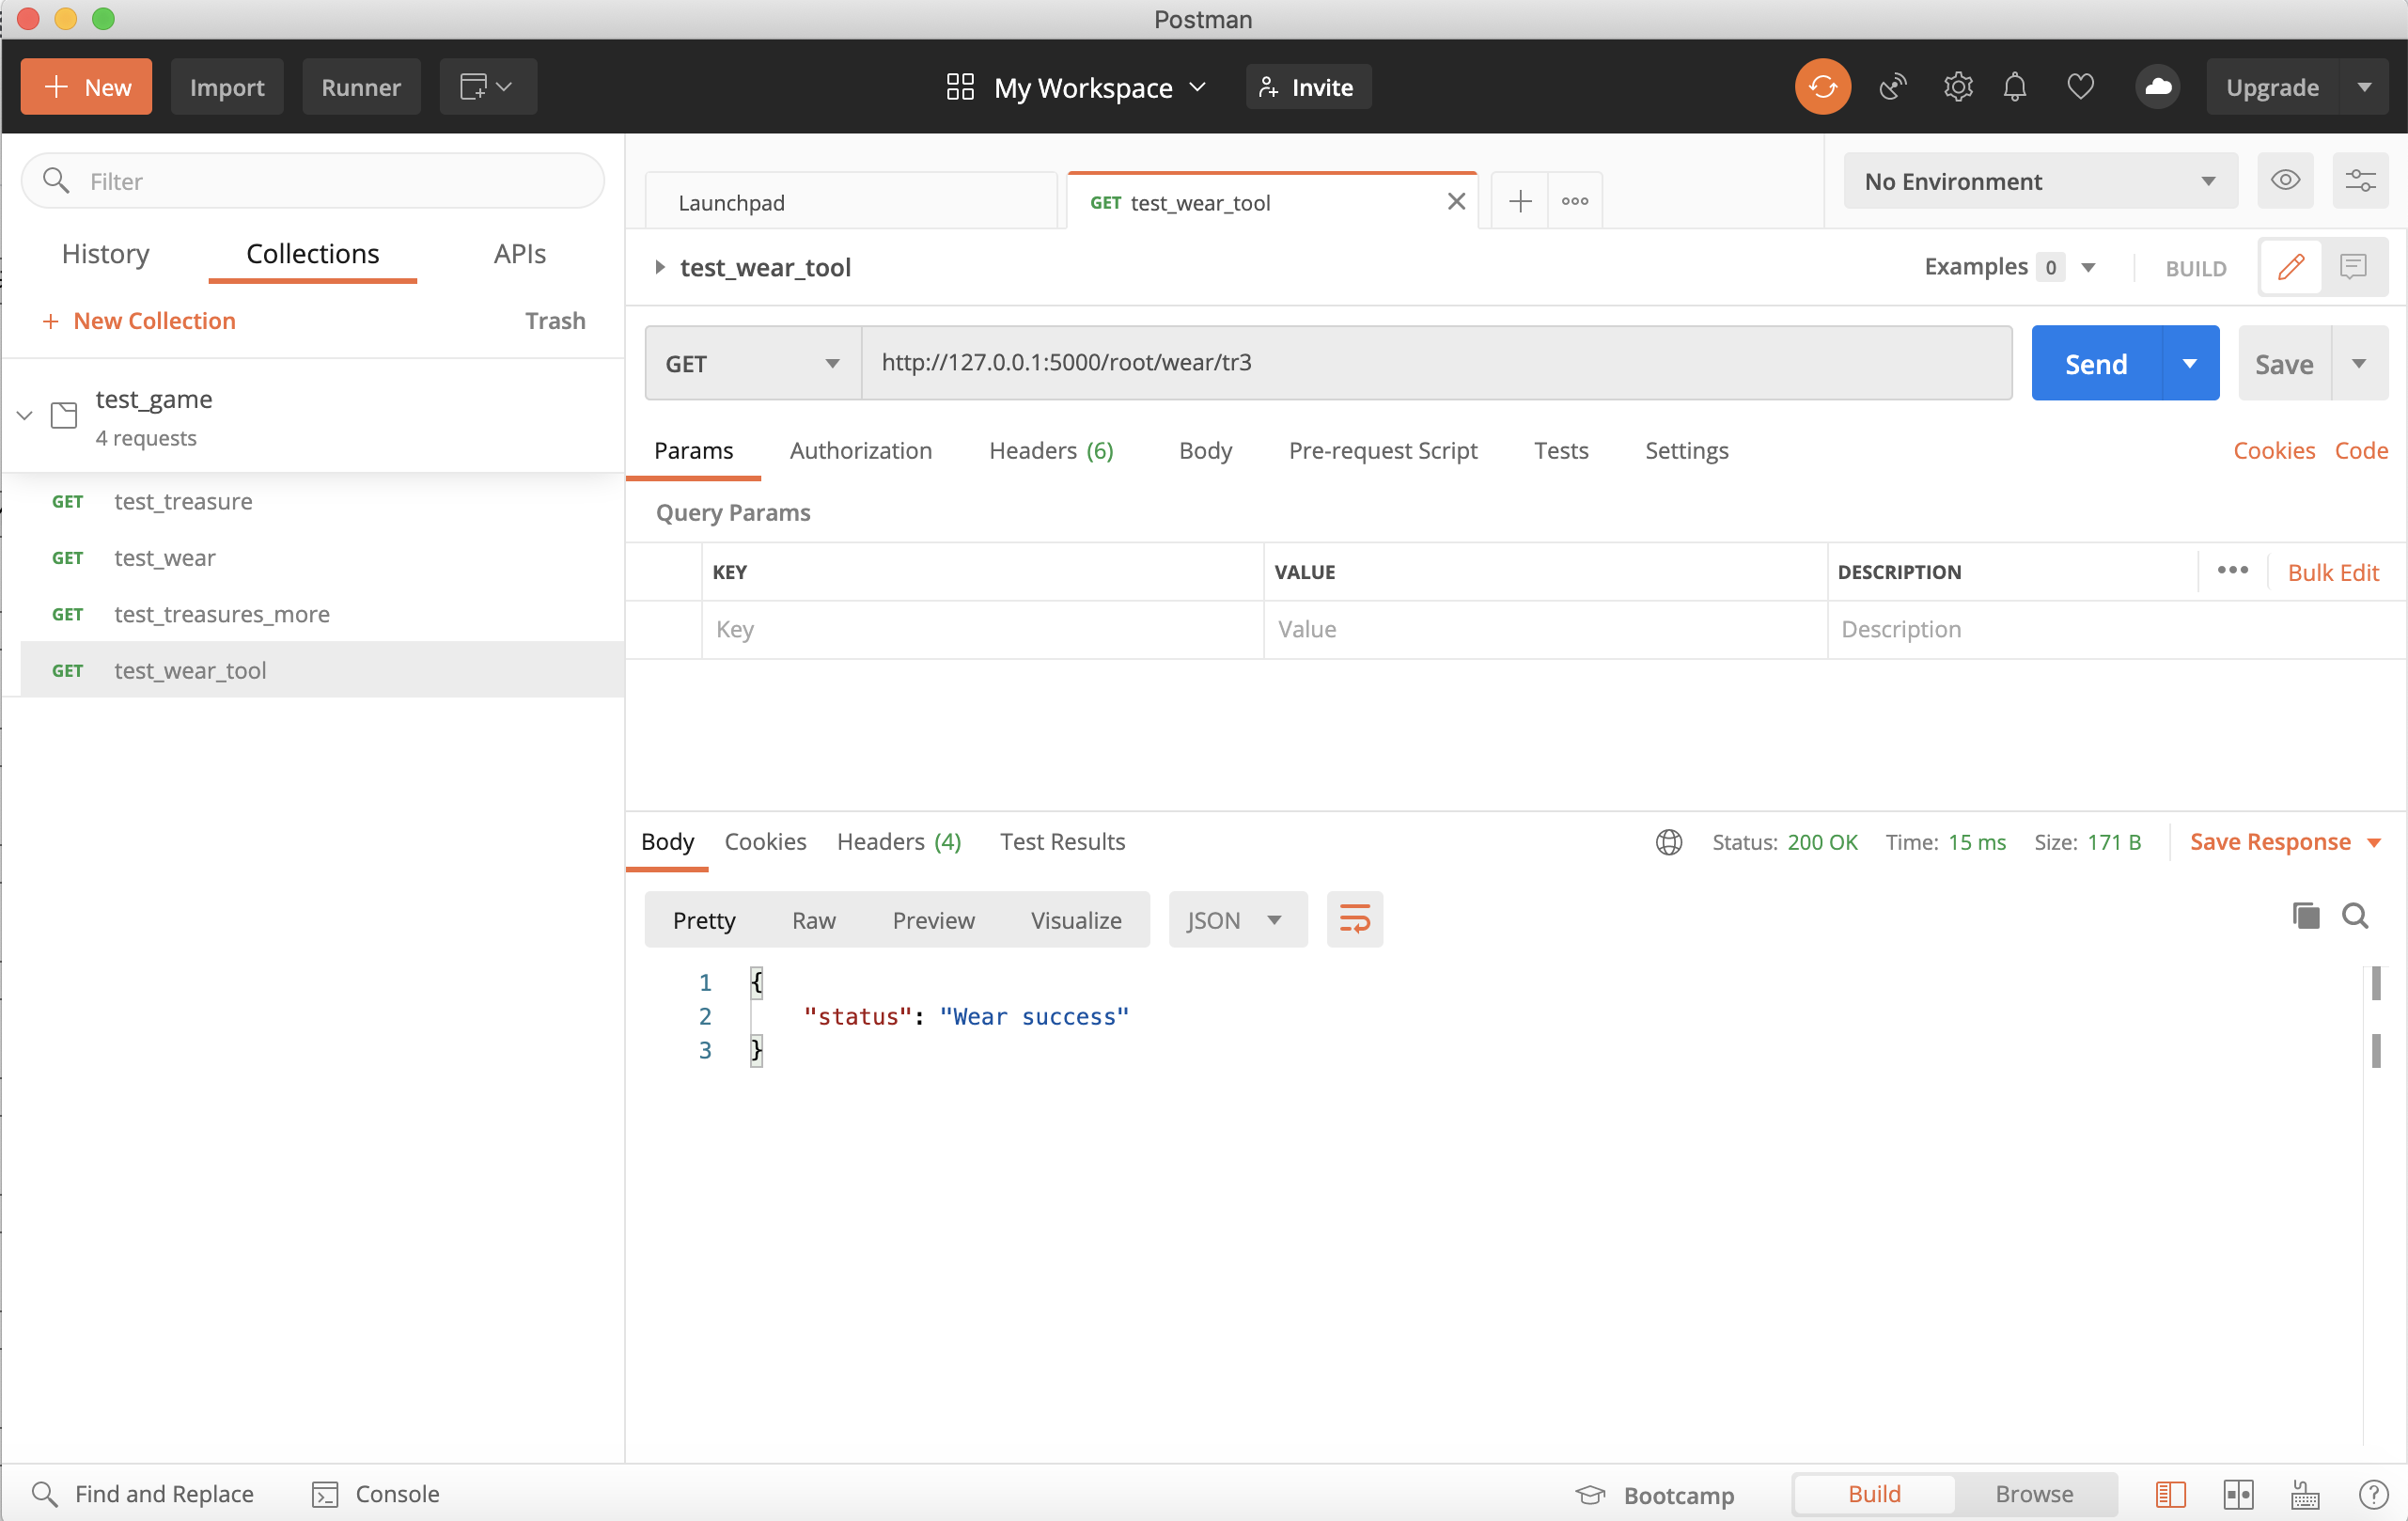 Postman
New
Import
Runner
My Workspace
Invite
Upgrade
Filter
History
Collections
APIs
+ New Collection
Trash
test_game
4 requests
GET test_treasure
GET test_wear
GET test_treasures_more
GET test_wear_tool
Launchpad
GET test_wear_tool
No Environment
test_wear_tool
Examples 0
BUILD
GET
http://127.0.0.1:5000/root/wear/tr3
Send
Save
Params
Authorization
Headers (6)
Body
Pre-request Script
Tests
Settings
Cookies
Code
Query Params
KEY
VALUE
DESCRIPTION
Bulk Edit
Key
Value
Description
Body
Cookies
Headers (4)
Test Results
Status: 200 OK
Time: 15 ms
Size: 171 B
Save Response
Pretty
Raw
Preview
Visualize
JSON
1 {
2 "status": "Wear success"
3 }
Find and Replace
Console
Bootcamp
Build
Browse